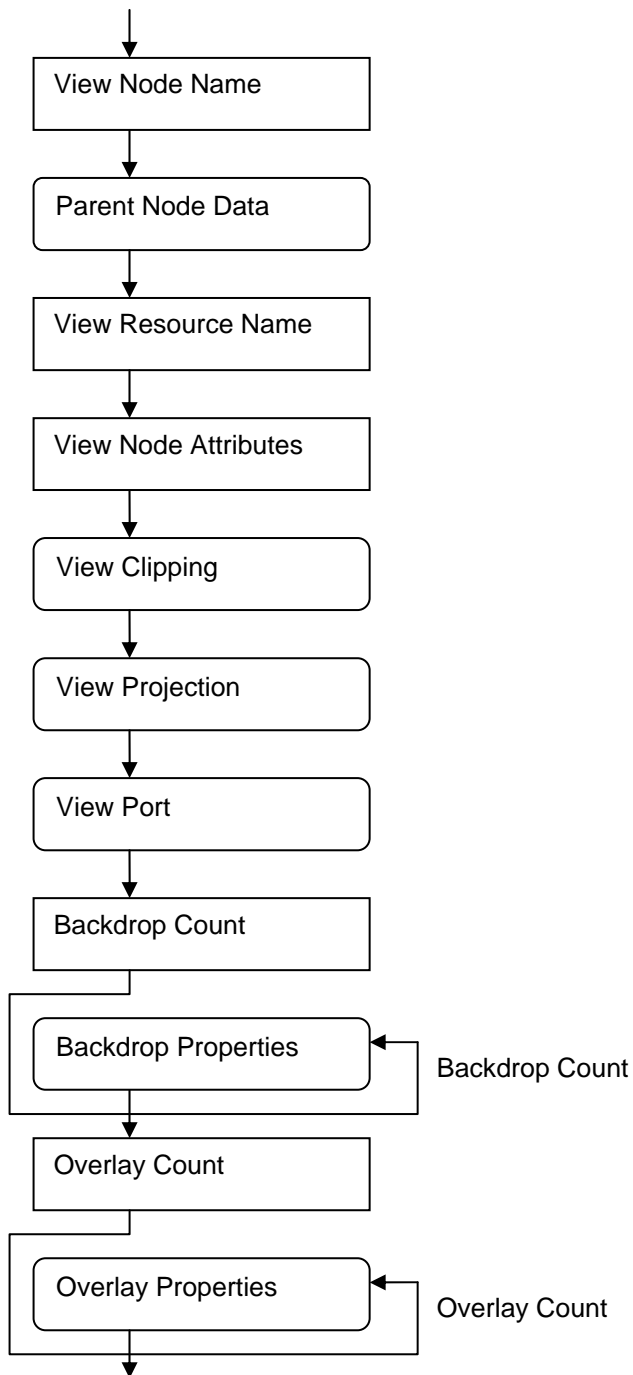 View Node Name
Parent Node Data
View Resource Name
View Node Attributes
View Clipping
View Projection
View Port
Backdrop Count
Backdrop Properties
Backdrop Count
Overlay Count
Overlay Properties
Overlay Count